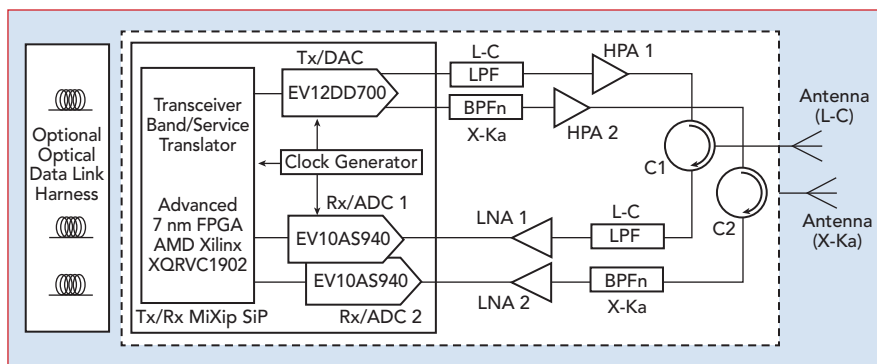 Optional
Optical
Data Link
Harness
Transceiver
Band/Service
Translator
Advanced
7 nm FPGA
AMD Xilinx
XQRVC1902
Tx/Rx MiXip SiP
Tx/DAC
EV12DD700
Clock Generator
Rx/ADC 1
EV10AS940
EV10AS940
Rx/ADC 2
L-C
LPF
HPA 1
BPFn
X-Ka
HPA 2
C1
C2
LNA 1
L-C
LPF
LNA 2
BPFn
X-Ka
Antenna
(L-C)
Antenna
(X-Ka)